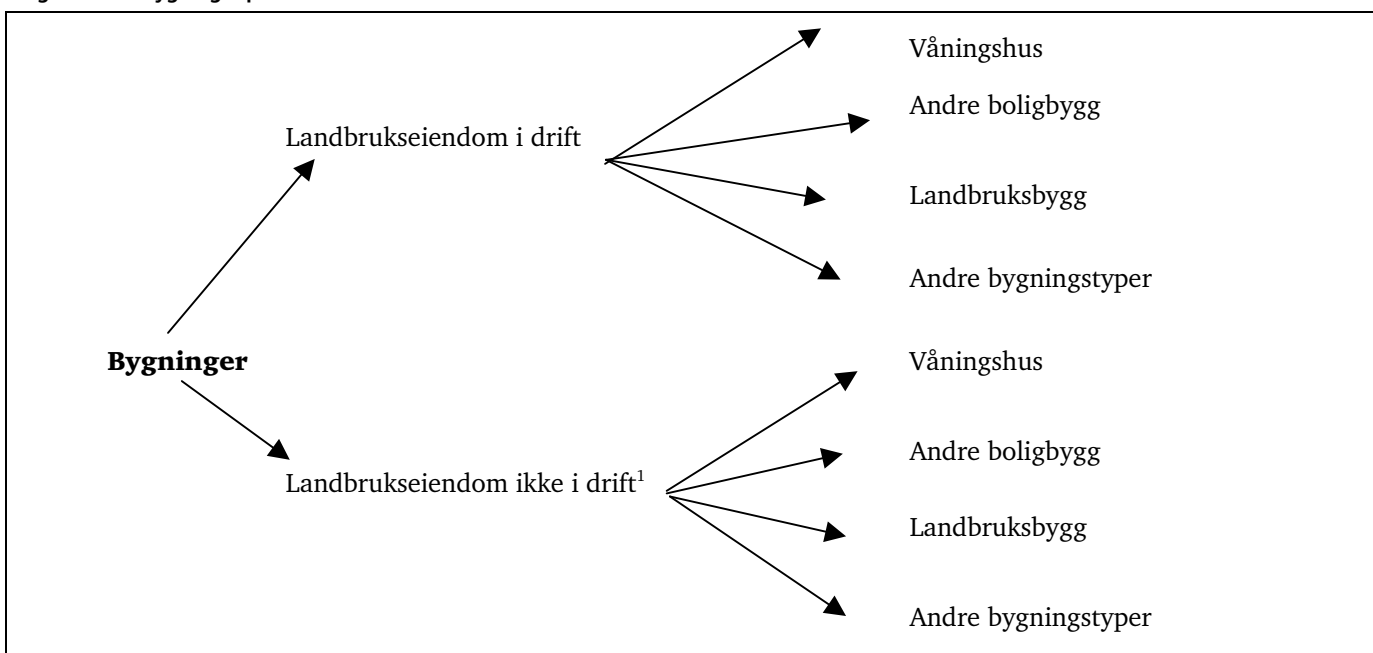 Våningshus
Andre boligbygg
Landbrukseiendom i drift
Landbruksbygg
Andre bygningstyper
Bygninger
Våningshus
Andre boligbygg
Landbrukseiendom ikke i drift¹
Landbruksbygg
Andre bygningstyper